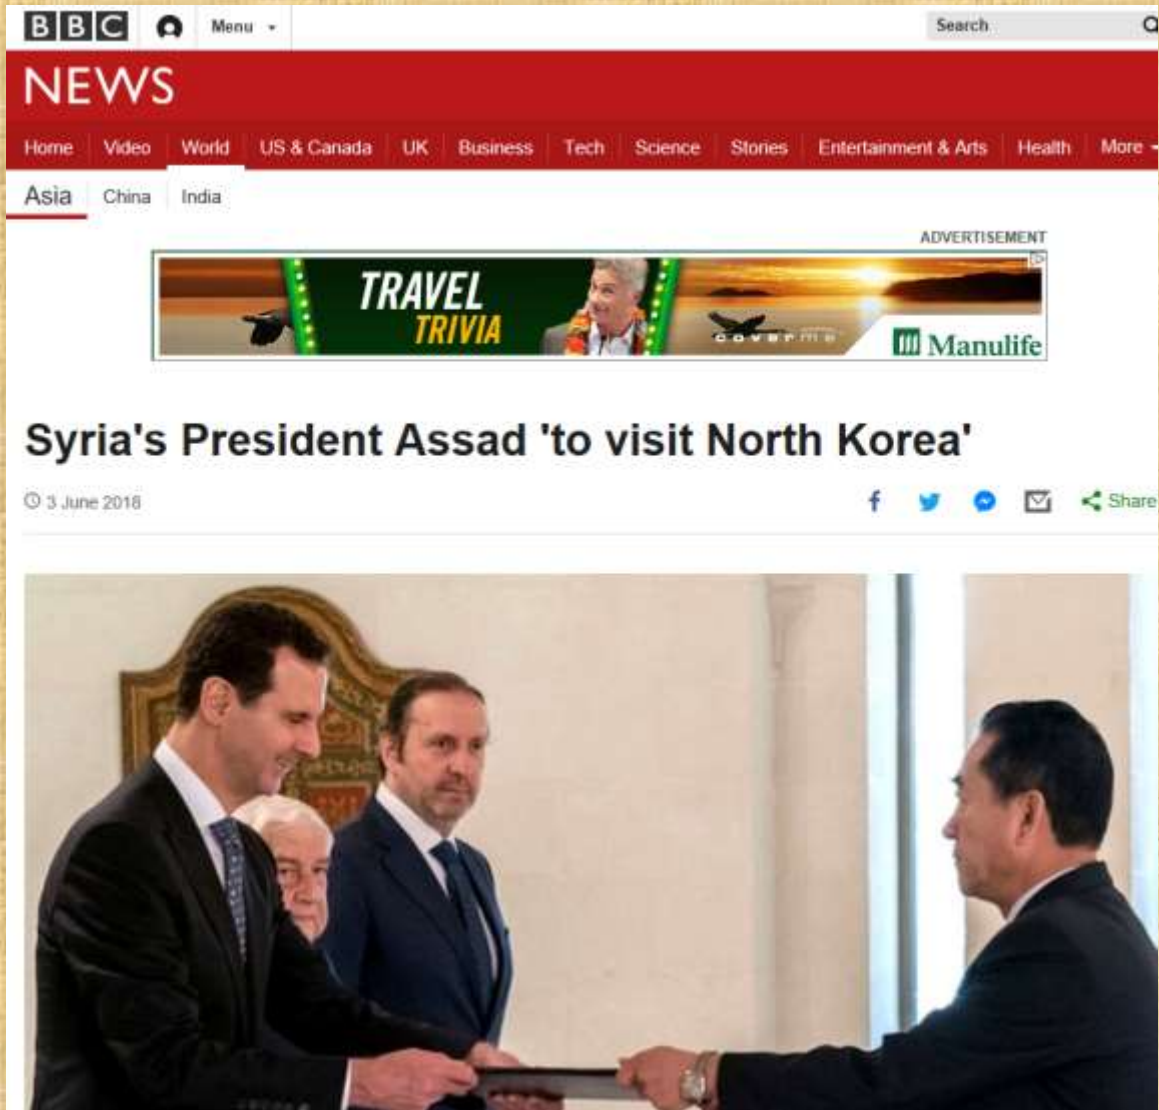 BBC Menu Search
NEWS
Home Video World US & Canada UK Business Tech Science Stories Entertainment & Arts Health More
Asia China India
ADVERTISEMENT
TRAVEL
TRIVIA
coverme
Manulife
Syria's President Assad 'to visit North Korea'
3 June 2018
Share